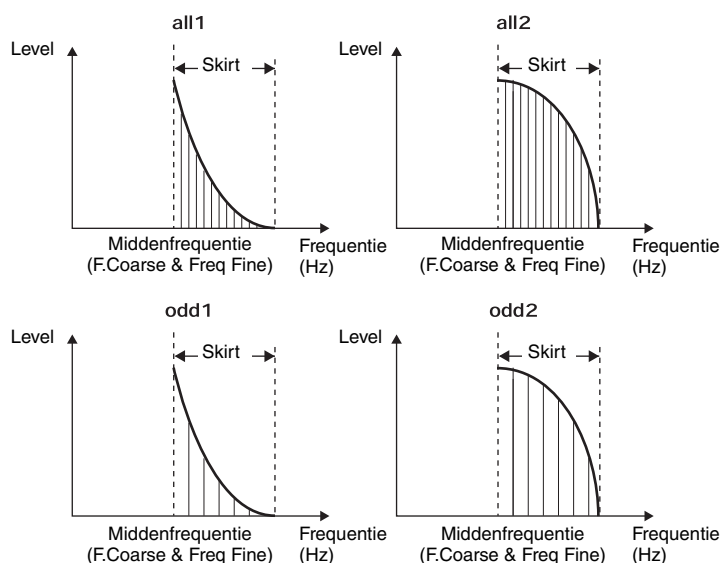 all1
Level
Skirt
Middenfrequentie
(F.Coarse & Freq Fine)
Frequentie
(Hz)
all2
Level
Skirt
Middenfrequentie
(F.Coarse & Freq Fine)
Frequentie
(Hz)
odd1
Level
Skirt
Middenfrequentie
(F.Coarse & Freq Fine)
Frequentie
(Hz)
odd2
Level
Skirt
Middenfrequentie
(F.Coarse & Freq Fine)
Frequentie
(Hz)